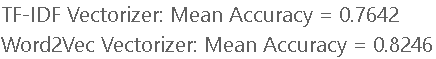 TF-IDF Vectorizer: Mean Accuracy = 0.7642
Word2Vec Vectorizer: Mean Accuracy = 0.8246